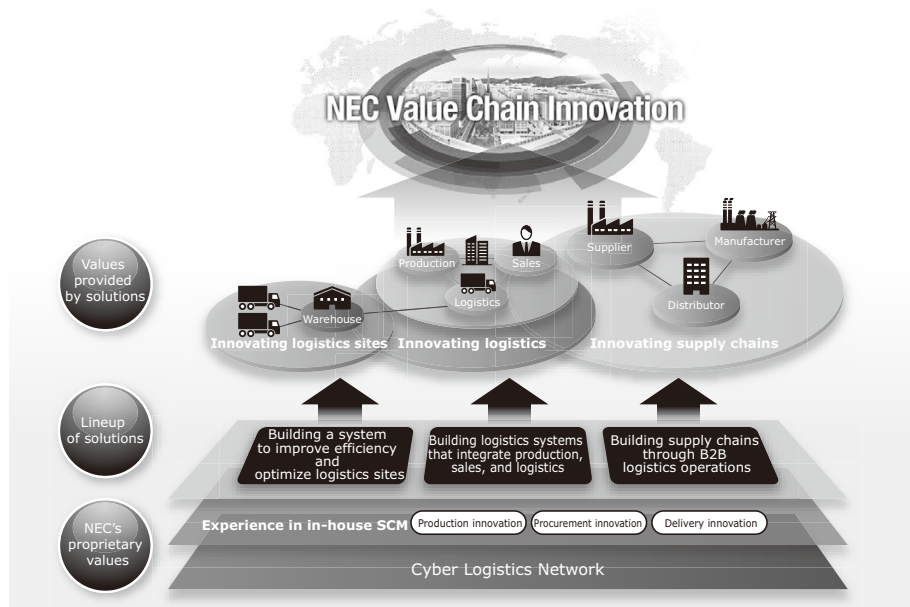 NEC Value Chain Innovation
Values
provided
by solutions
Supplier
Manufacturer
Production
Sales
Logistics
Distributor
Warehouse
Innovating logistics sites
Innovating logistics
Innovating supply chains
Lineup
of solutions
Building a system
to improve efficiency
and
optimize logistics sites
Building logistics systems
that integrate production,
sales, and logistics
Building supply chains
through B2B
logistics operations
NEC's
proprietary
values
Experience in in-house SCM
Production innovation
Procurement innovation
Delivery innovation
Cyber Logistics Network